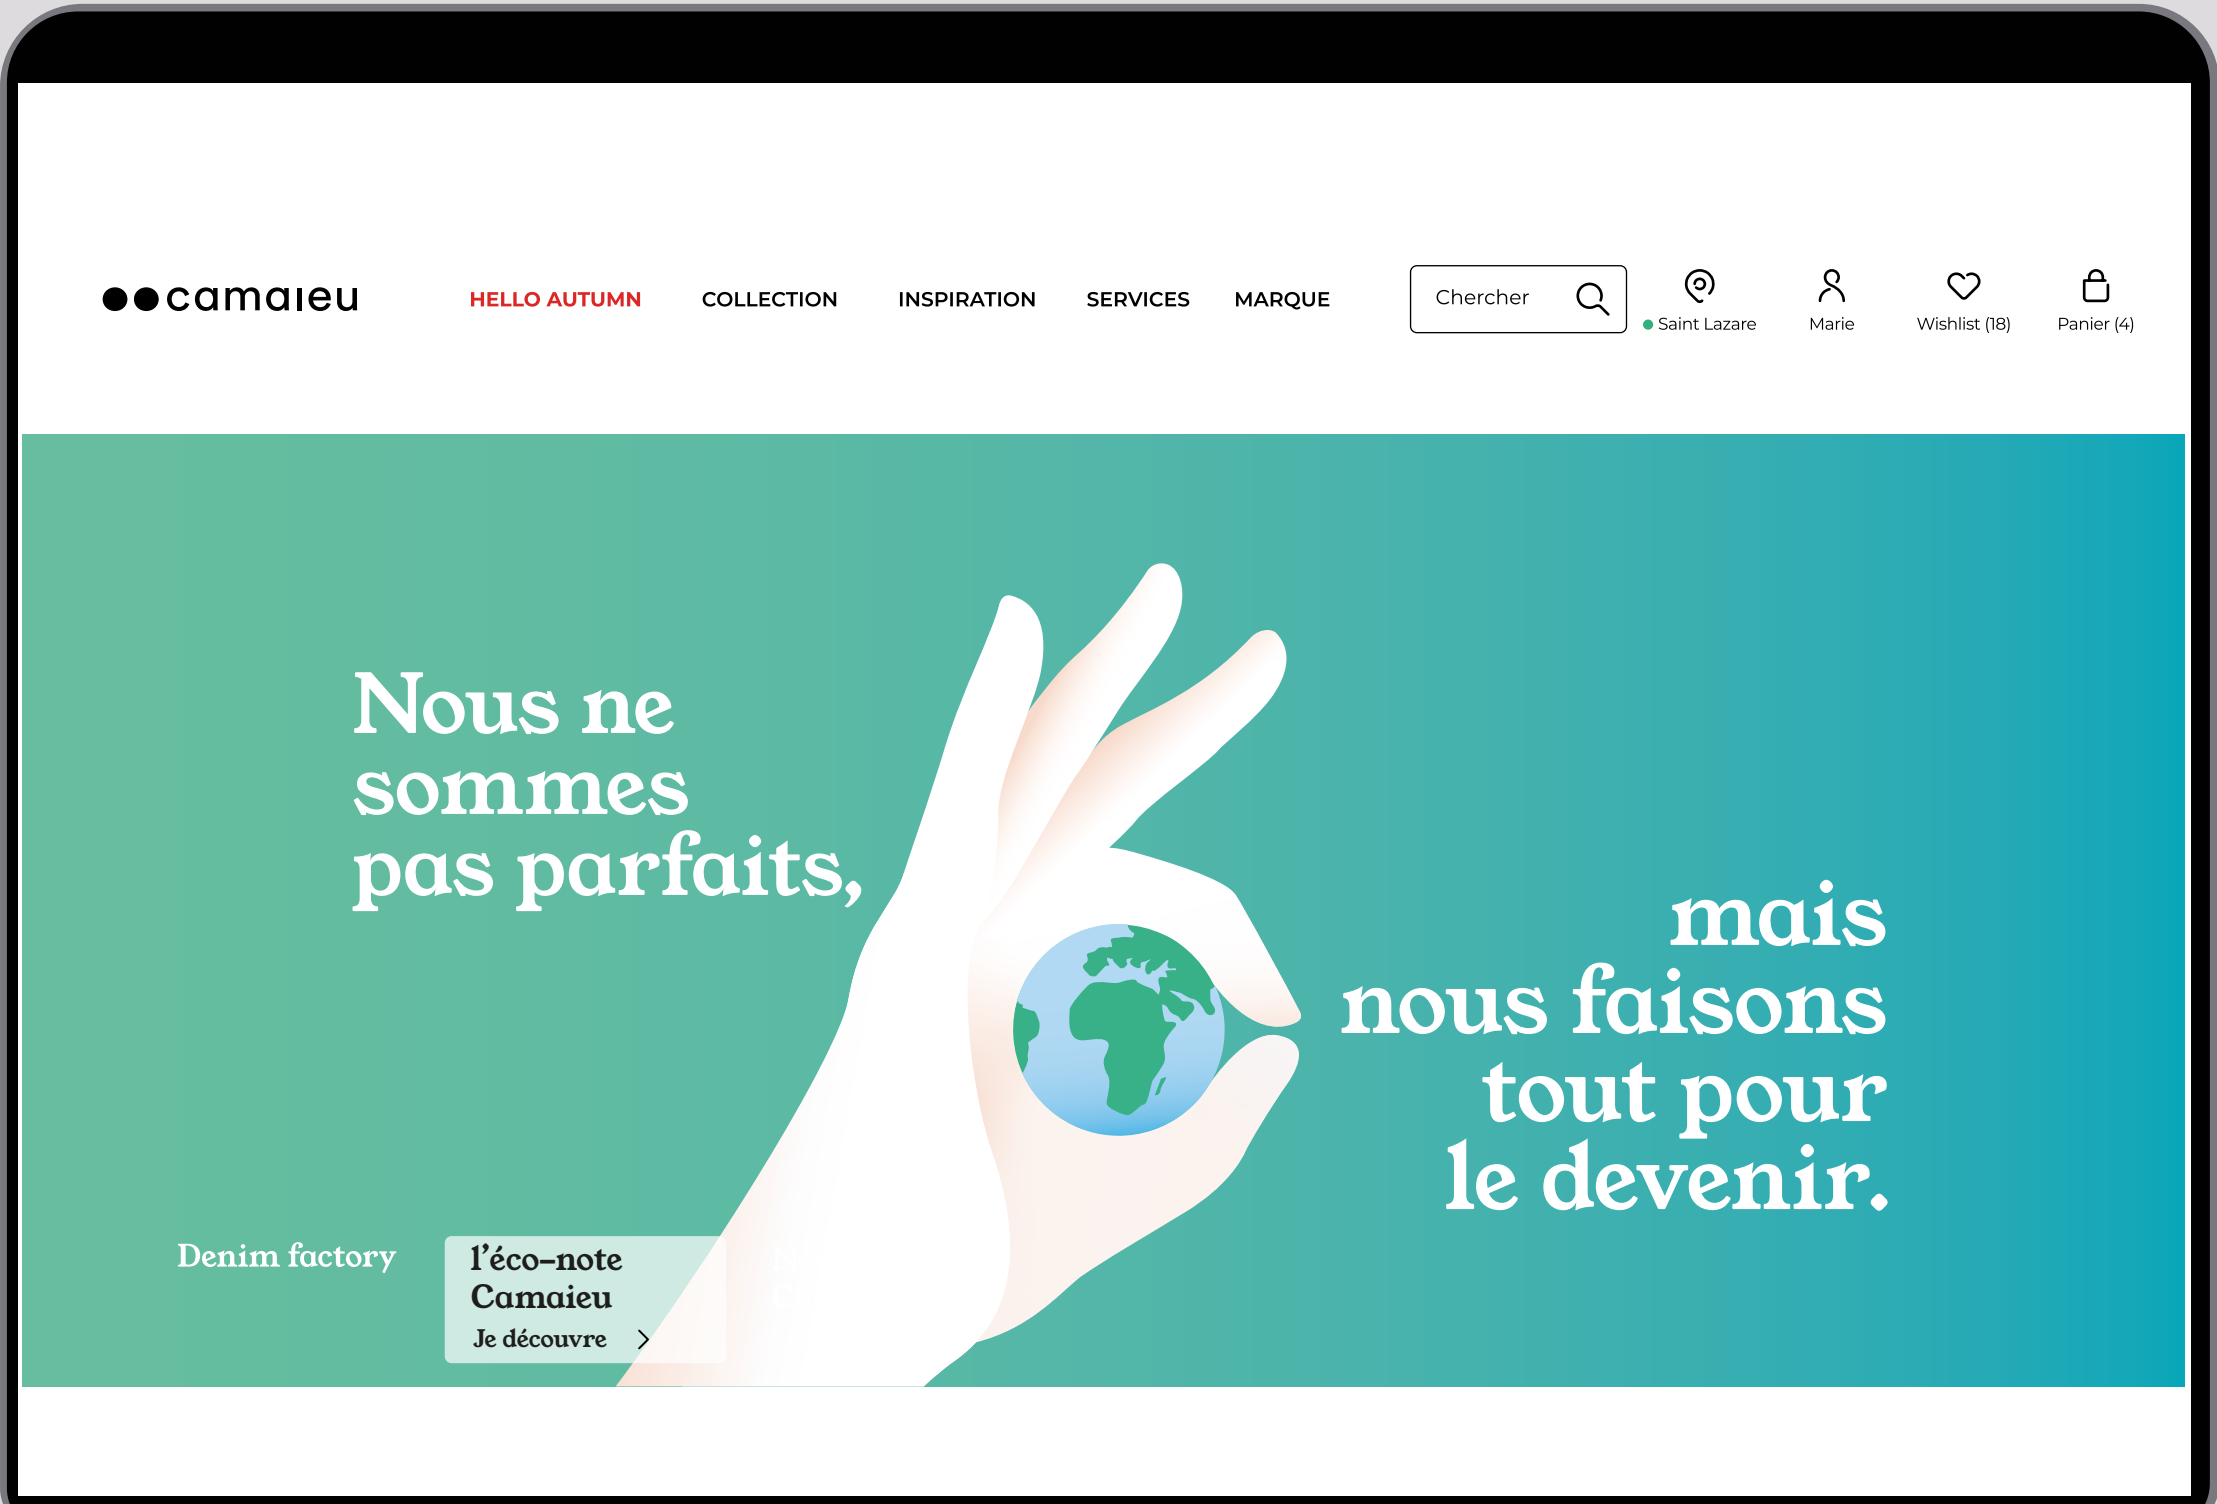 camaıeu
HELLO AUTUMN
COLLECTION
INSPIRATION
SERVICES
MARQUE
Chercher
Saint Lazare
Marie
Wishlist (18)
Panier (4)
Nous ne
sommes
pas parfaits,
mais
nous faisons
tout pour
le devenir.
Denim factory
l’éco-note
Camaieu
Je découvre